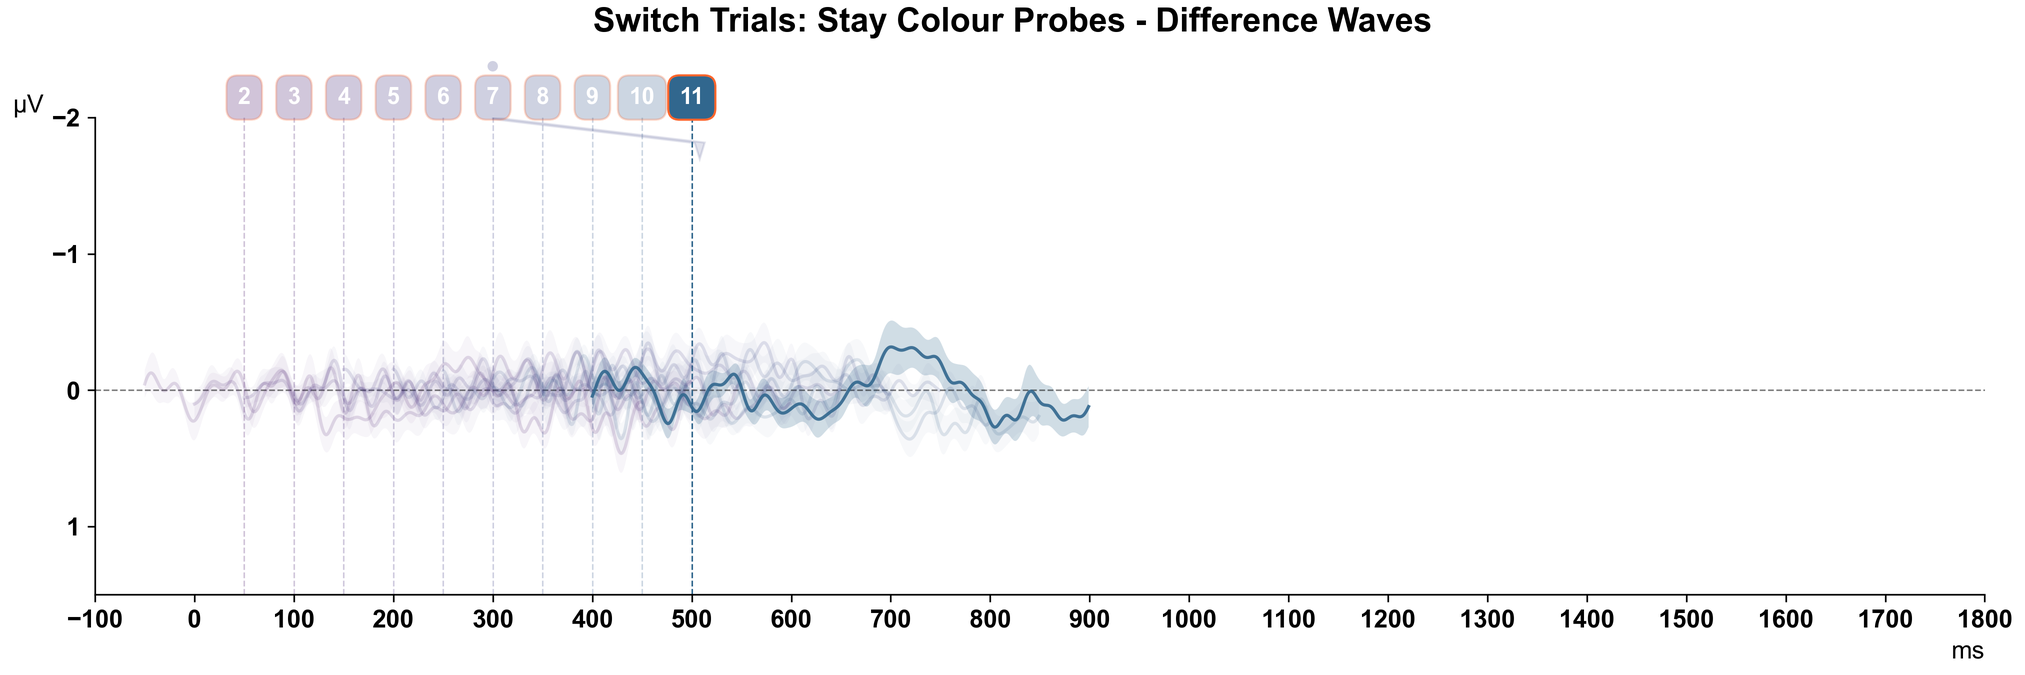 Switch Trials: Stay Colour Probes - Difference Waves
2 3 4 5 6 7 8 9 10 11
µV
−2
−1
0
1
−100 0 100 200 300 400 500 600 700 800 900 1000 1100 1200 1300 1400 1500 1600 1700 1800
ms